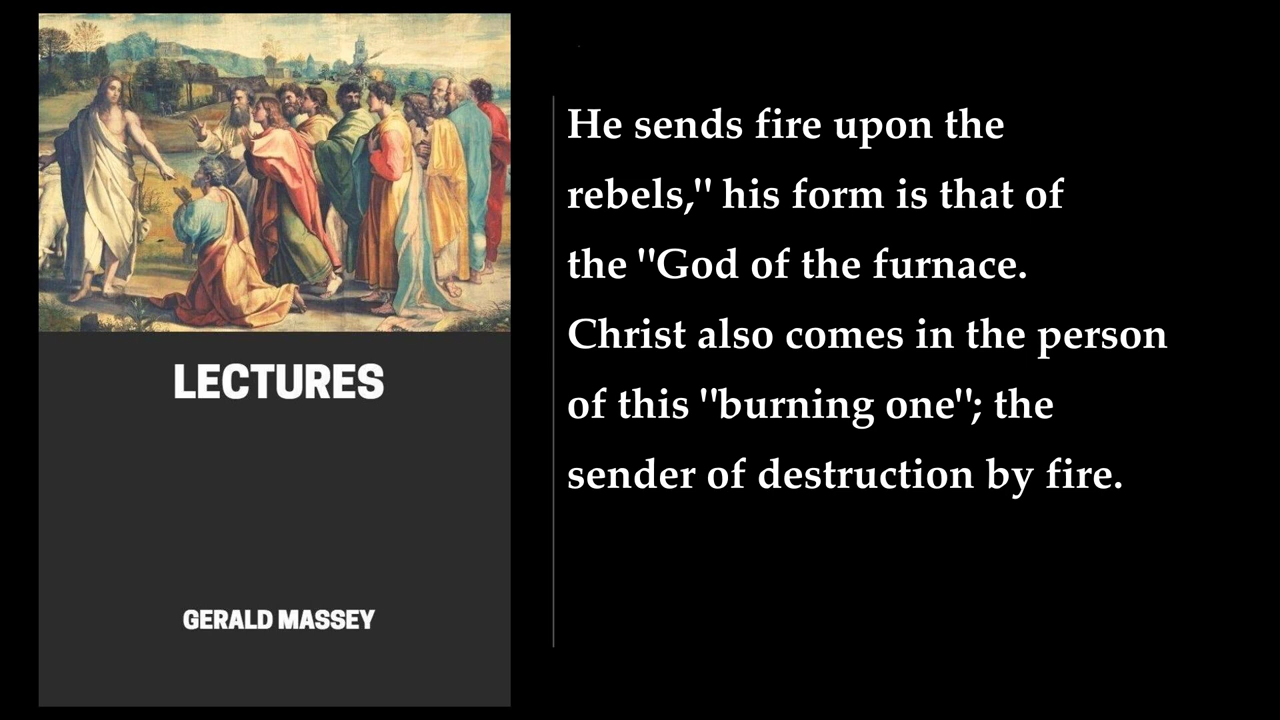 LECTURES
GERALD MASSEY
He sends fire upon the
rebels," his form is that of
the "God of the furnace.
Christ also comes in the person
of this "burning one"; the
sender of destruction by fire.